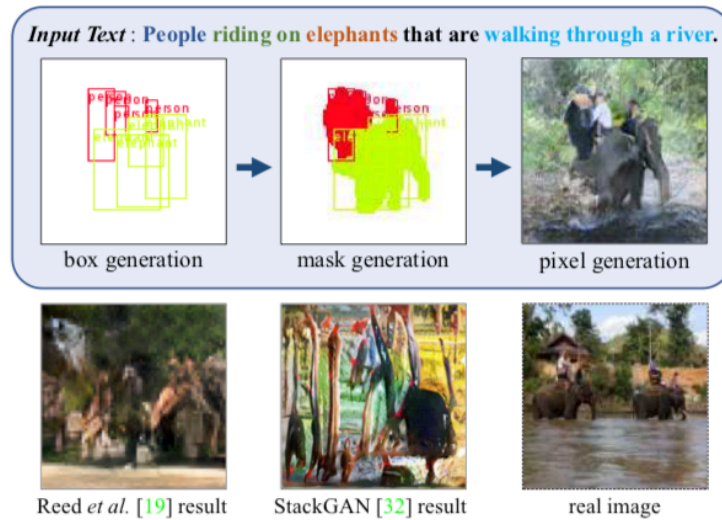 Input Text : People riding on elephants that are walking through a river.
person
person
person
person
elephant
elephant
elephant
box generation
mask generation
pixel generation
Reed et al. [19] result
StackGAN [32] result
real image